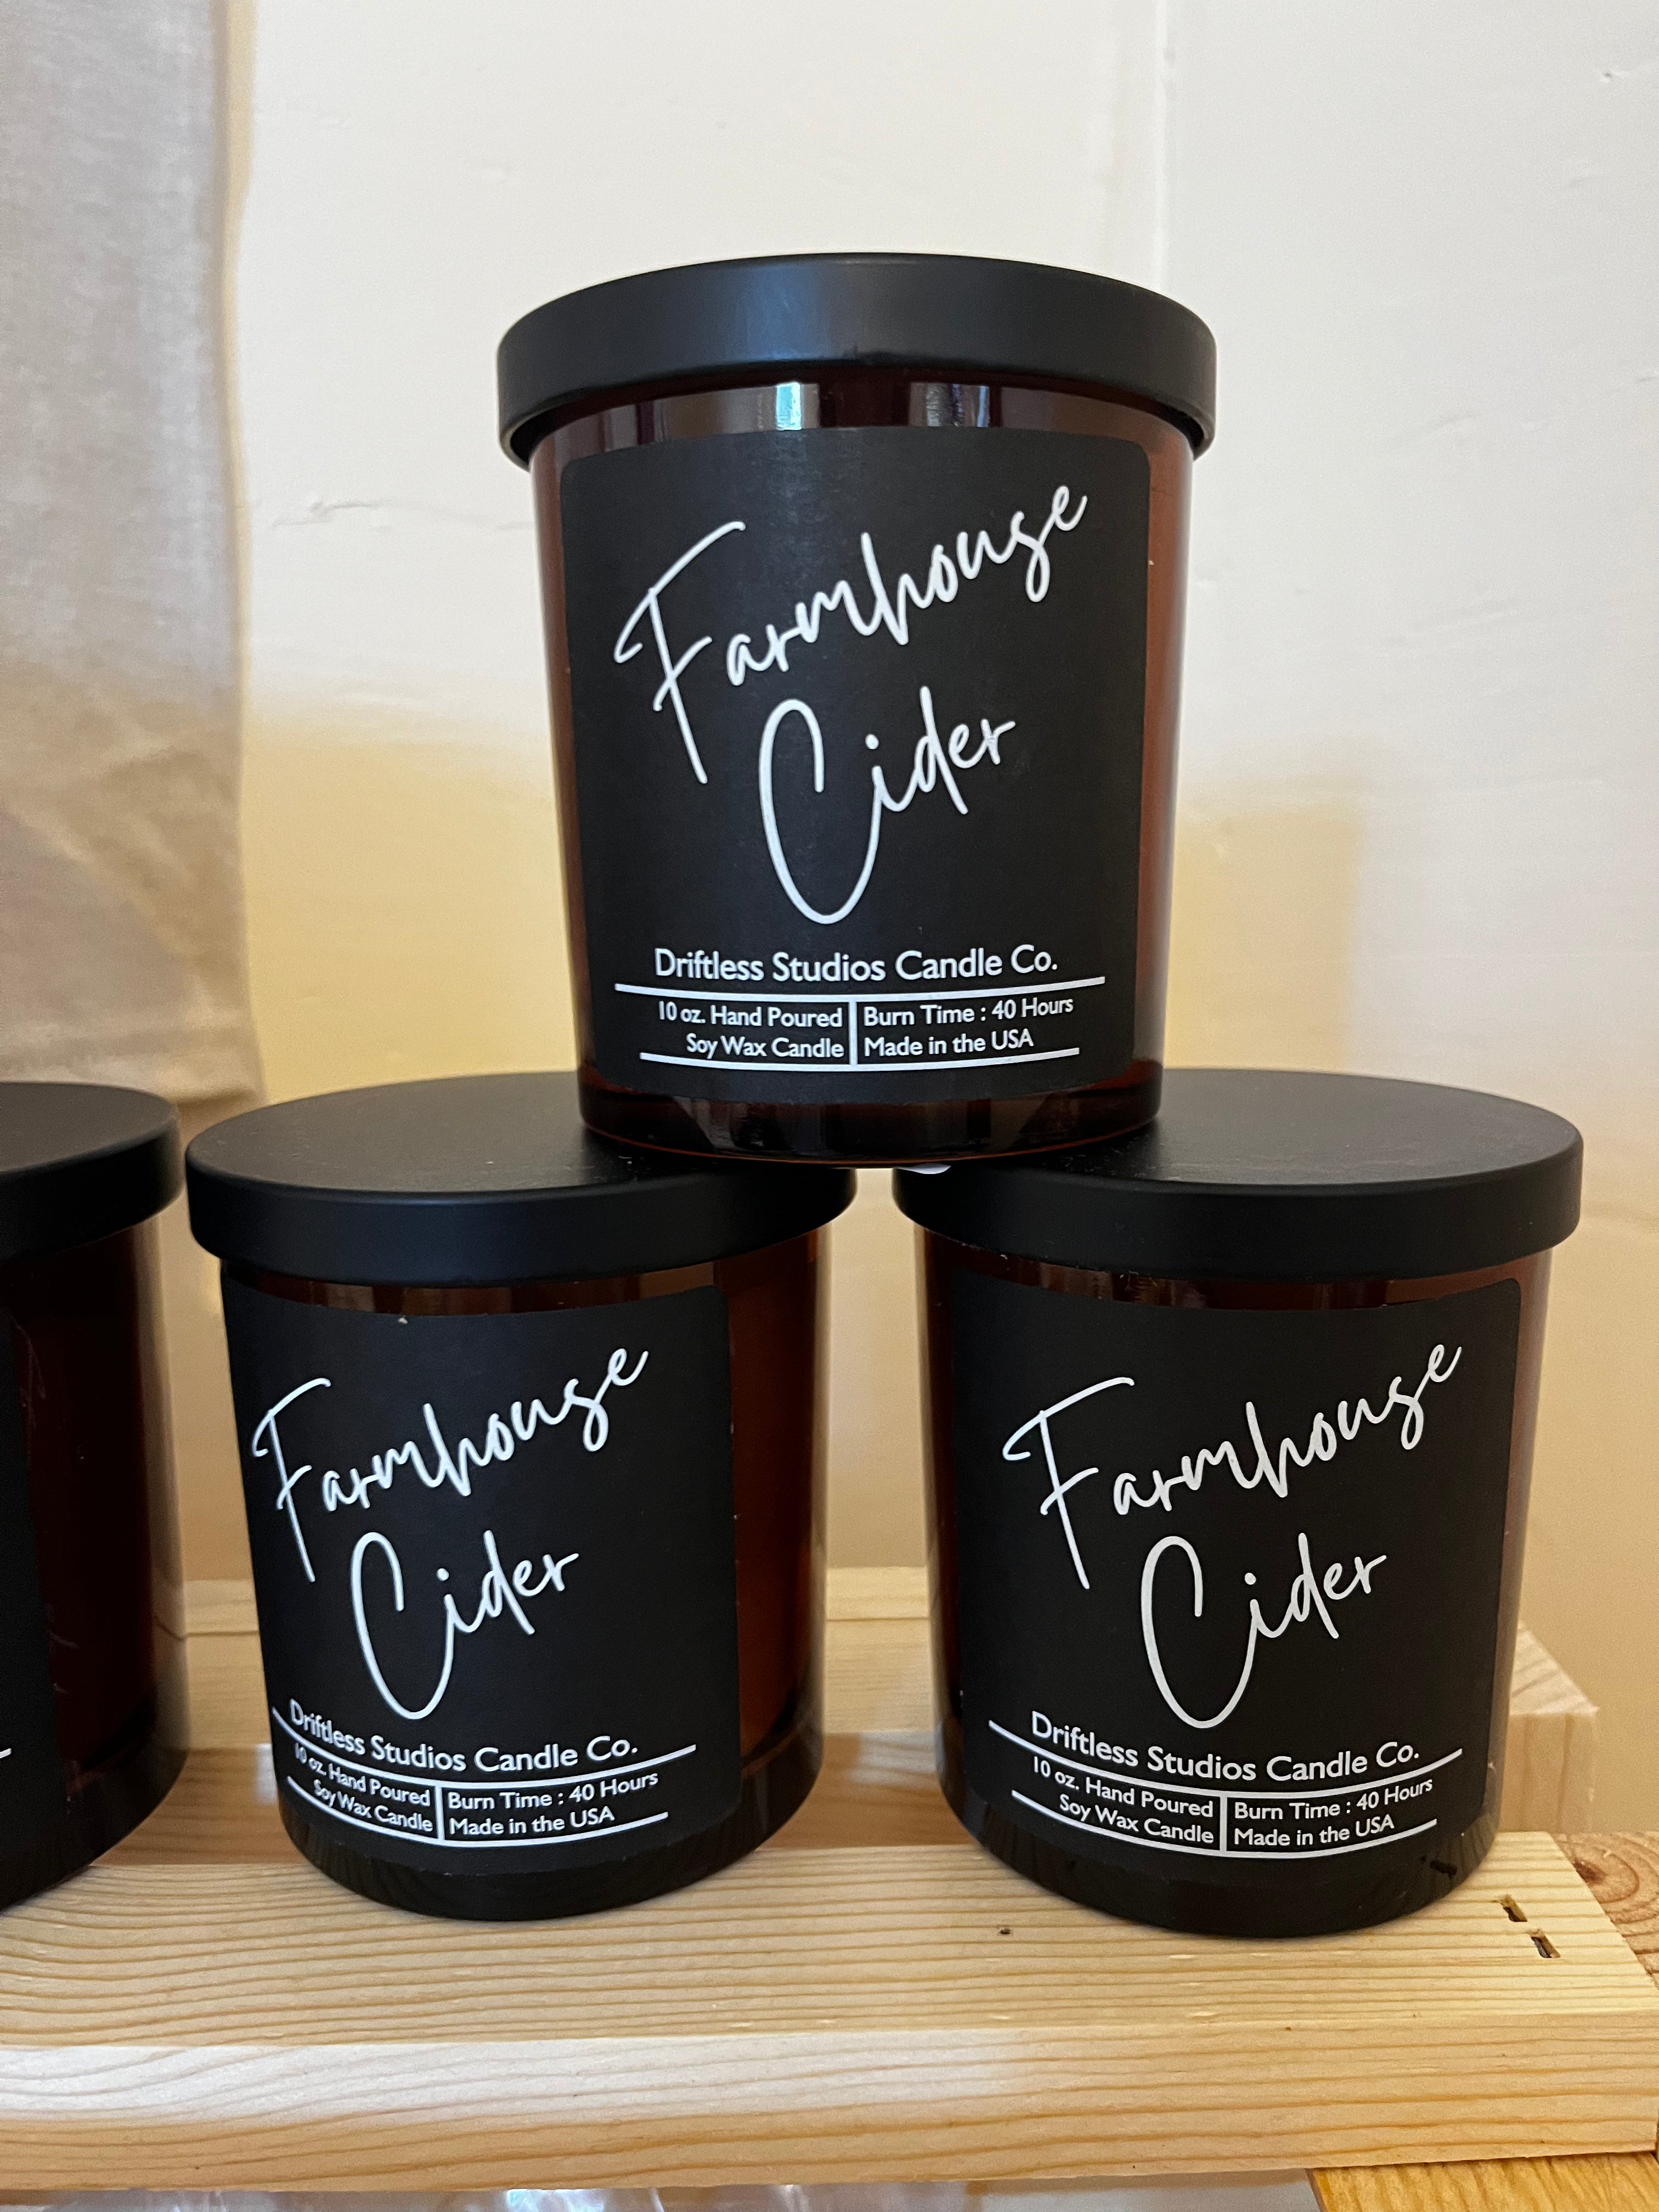 Farmhouse
Cider
Driftless Studios Candle Co.
10 oz. Hand Poured
Soy Wax Candle
Burn Time : 40 Hours
Made in the USA
Farmhouse
Cider
Driftless Studios Candle Co.
10 oz. Hand Poured
Soy Wax Candle
Burn Time : 40 Hours
Made in the USA
Farmhouse
Cider
Driftless Studios Candle Co.
10 oz. Hand Poured
Soy Wax Candle
Burn Time : 40 Hours
Made in the USA